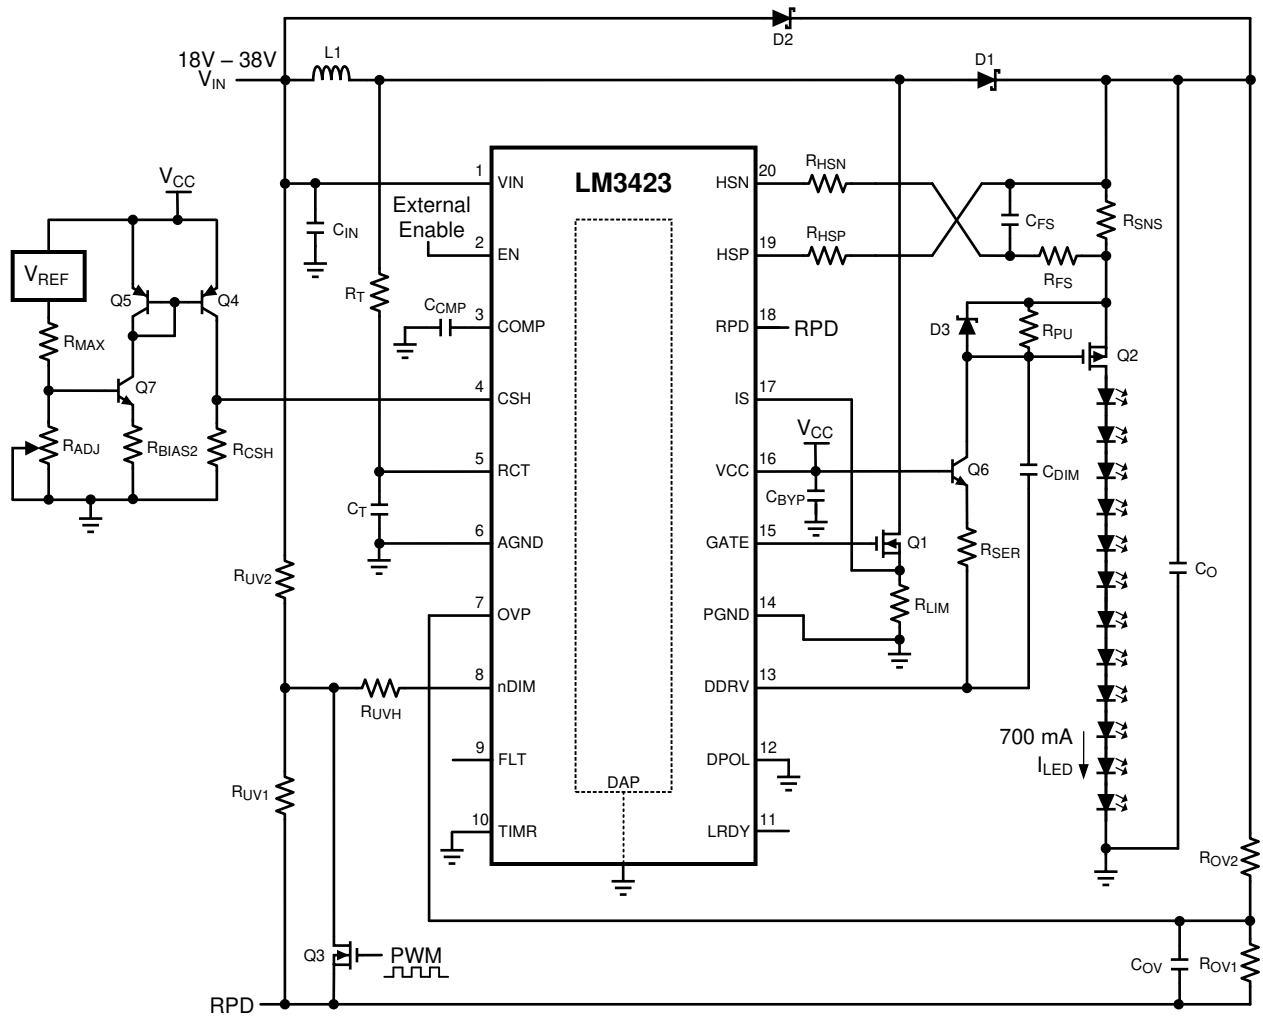 D2
18V – 38V
VIN
L1
D1
VCC
VREF
RMAX
RADJ
Q5
Q4
Q7
RBIAS2
RCSH
CIN
External
Enable
RT
CCMP
CT
RUV2
RUVH
RUV1
Q3
PWM
RPD
LM3423
1 VIN
2 EN
3 COMP
4 CSH
5 RCT
6 AGND
7 OVP
8 nDIM
9 FLT
10 TIMR
DAP
HSN 20
HSP 19
RPD 18
IS 17
VCC 16
GATE 15
PGND 14
DDRV 13
DPOL 12
LRDY 11
RHSN
RHSP
CFS
RSNS
RFS
RPD
D3
RPU
Q2
VCC
CBYP
Q6
CDIM
Q1
RSER
RLIM
CO
700 mA
ILED
ROV2
COV
ROV1